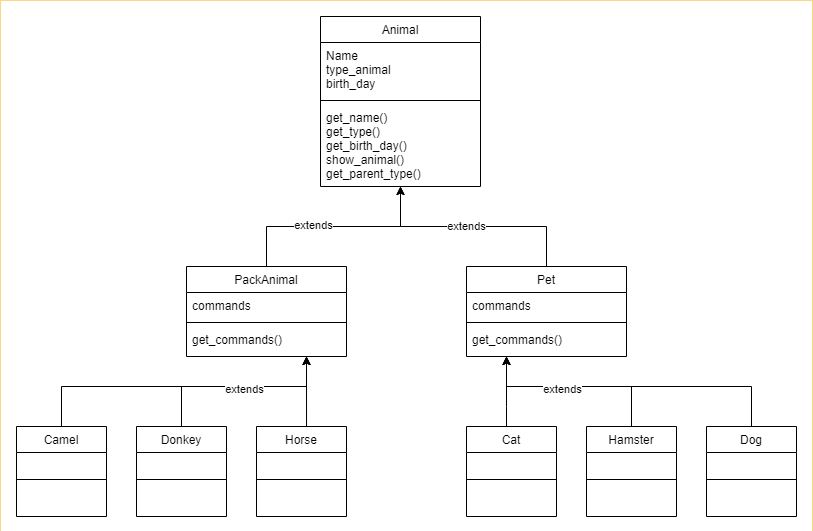 Animal
Name
type_animal
birth_day
get_name()
get_type()
get_birth_day()
show_animal()
get_parent_type()
extends
extends
PackAnimal
commands
get_commands()
Pet
commands
get_commands()
extends
extends
Camel
Donkey
Horse
Cat
Hamster
Dog